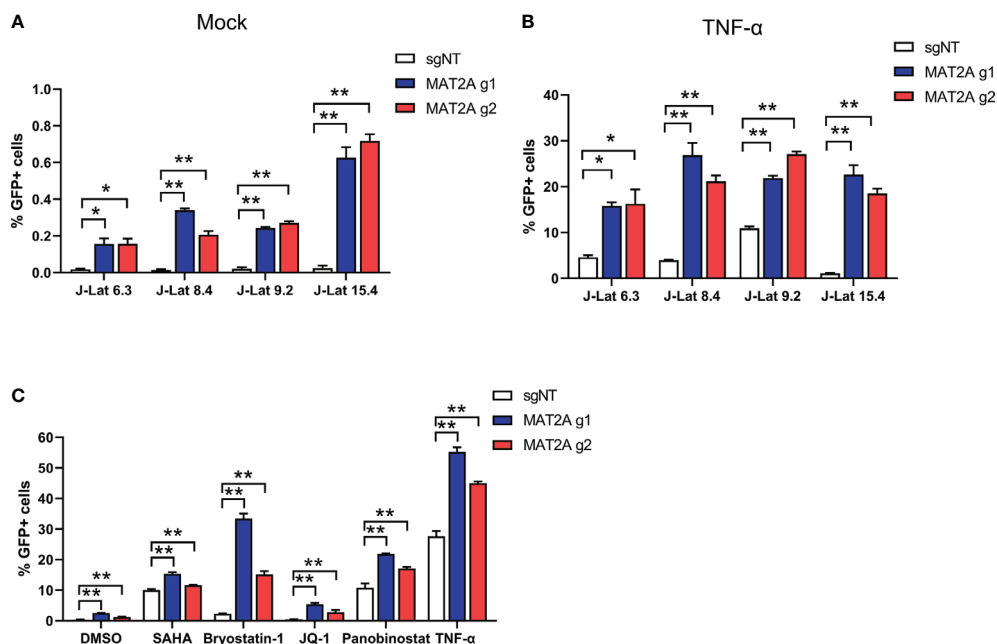 A
Mock
sgNT
MAT2A g1
MAT2A g2
% GFP+ cells
1.0
0.8
0.6
0.4
0.2
0.0
* *
** **
** **
** **
J-Lat 6.3 J-Lat 8.4 J-Lat 9.2 J-Lat 15.4
B
TNF-α
sgNT
MAT2A g1
MAT2A g2
% GFP+ cells
40
30
20
10
0
* *
** **
** **
** **
J-Lat 6.3 J-Lat 8.4 J-Lat 9.2 J-Lat 15.4
C
sgNT
MAT2A g1
MAT2A g2
% GFP+ cells
60
50
40
30
20
10
0
** **
** **
** **
** **
** **
** **
DMSO SAHA Bryostatin-1 JQ-1 Panobinostat TNF-α